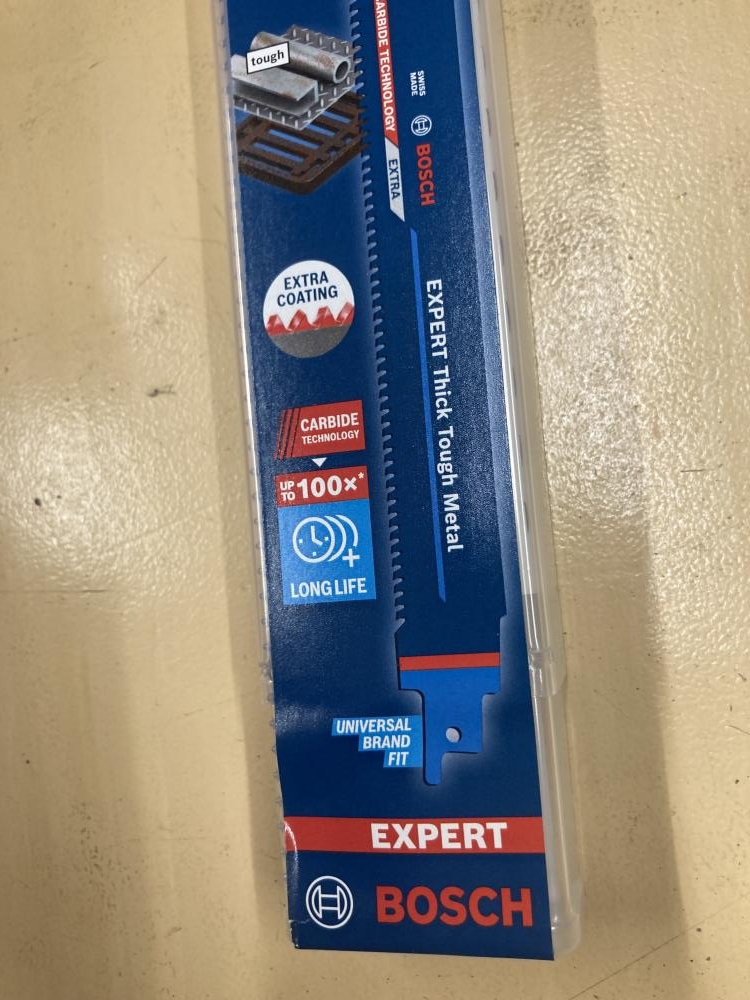 tough
CARBIDE TECHNOLOGY
EXTRA
SWISS
MADE
BOSCH
EXTRA
COATING
EXPERT Thick Tough Metal
CARBIDE
TECHNOLOGY
UP
TO 100×*
LONG LIFE
UNIVERSAL
BRAND
FIT
EXPERT
BOSCH